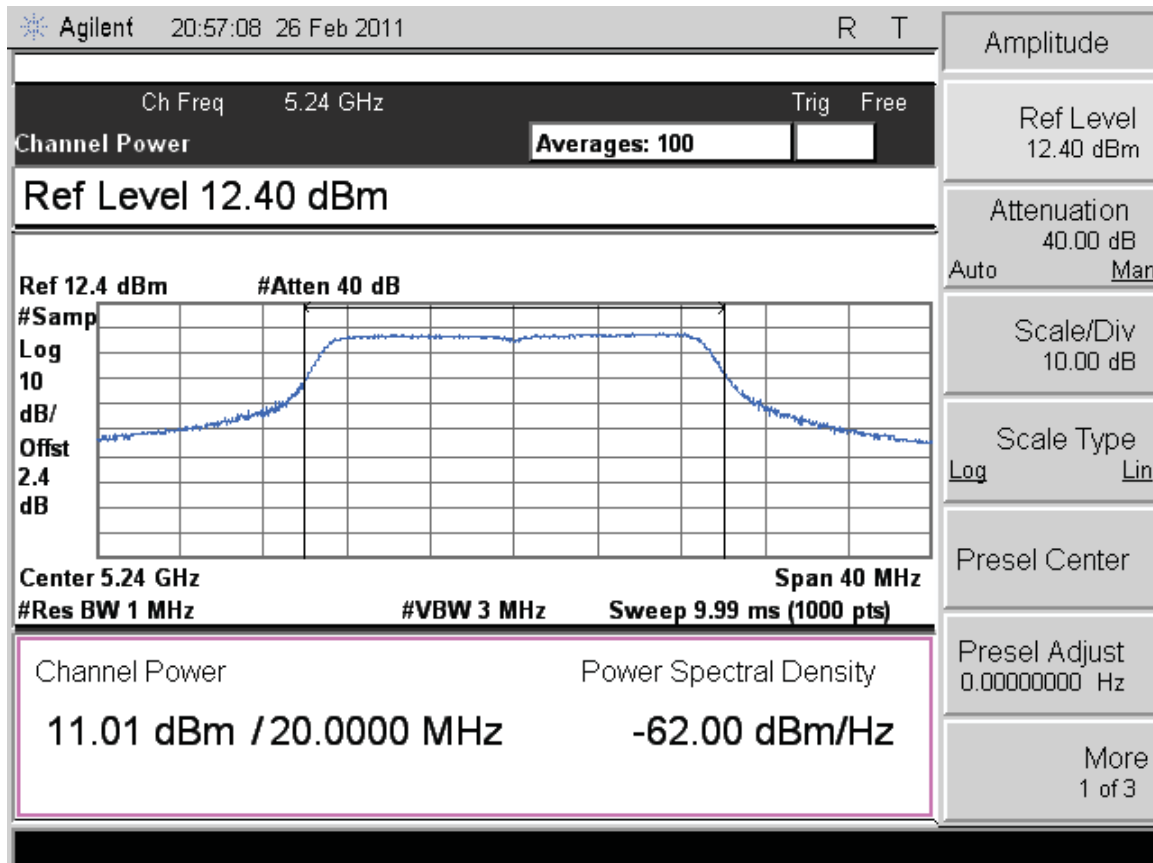 Agilent 20:57:08 26 Feb 2011 R T
Ch Freq 5.24 GHz Trig Free
Channel Power Averages: 100
Ref Level 12.40 dBm
Ref 12.4 dBm #Atten 40 dB
#Samp
Log
10
dB/
Offst
2.4
dB
Center 5.24 GHz Span 40 MHz
#Res BW 1 MHz #VBW 3 MHz Sweep 9.99 ms (1000 pts)
Channel Power Power Spectral Density
11.01 dBm / 20.0000 MHz -62.00 dBm/Hz
Amplitude
Ref Level
12.40 dBm
Attenuation
40.00 dB
Auto Man
Scale/Div
10.00 dB
Scale Type
Log Lin
Presel Center
Presel Adjust
0.00000000 Hz
More
1 of 3